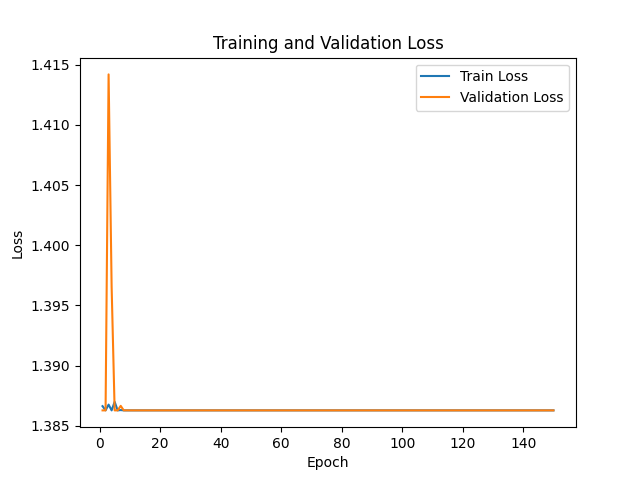 Training and Validation Loss
Train Loss
Validation Loss
1.415
1.410
1.405
1.400
1.395
1.390
1.385
Loss
0 20 40 60 80 100 120 140
Epoch